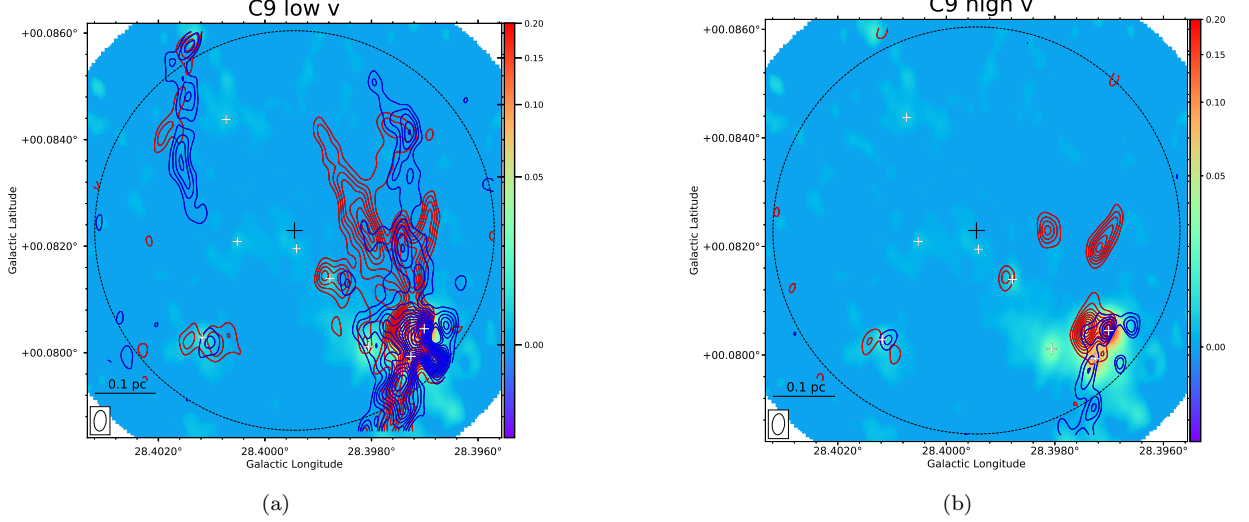 C9 low v
C9 high v
+00.0860°
+00.0840°
+00.0820°
+00.0800°
Galactic Latitude
0.1 pc
28.4020°
28.4000°
28.3980°
28.3960°
Galactic Longitude
0.20
0.15
0.10
0.05
0.00
+00.0860°
+00.0840°
+00.0820°
+00.0800°
Galactic Latitude
0.1 pc
28.4020°
28.4000°
28.3980°
28.3960°
Galactic Longitude
0.20
0.15
0.10
0.05
0.00
(a)
(b)